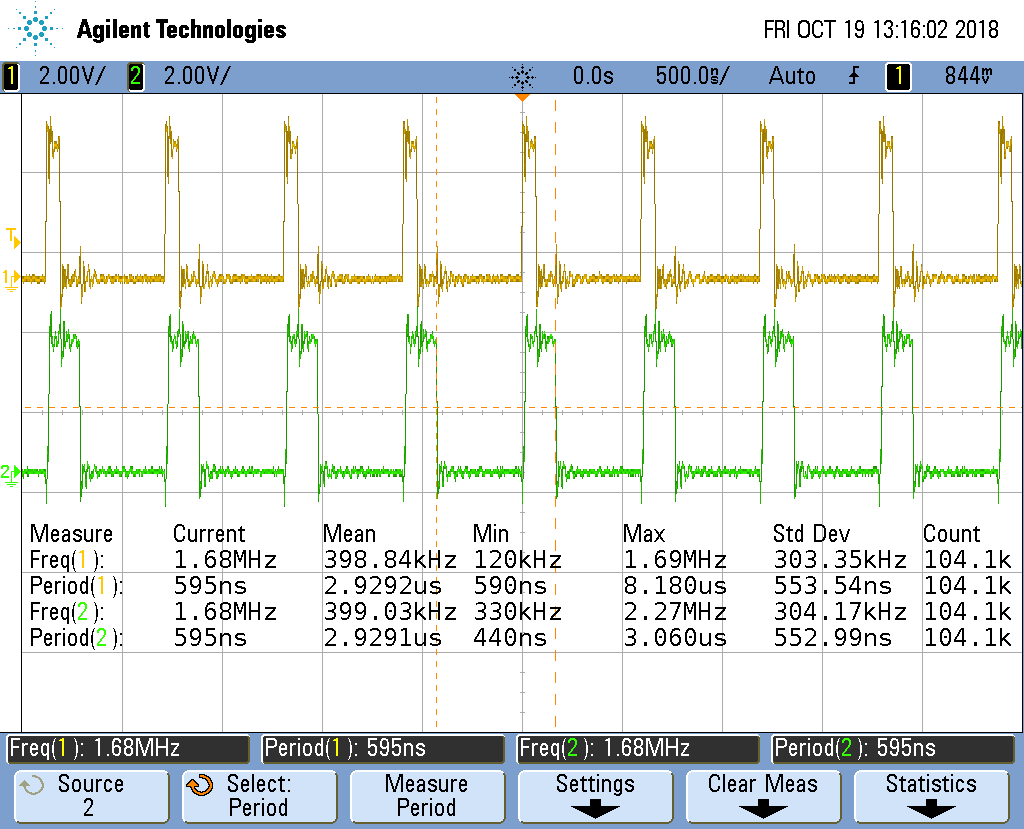 Agilent Technologies FRI OCT 19 13:16:02 2018
1 2.00V/ 2 2.00V/ 0.0s 500.0ns/ Auto 1 844mV
T
1
2
Measure Current Mean Min Max Std Dev Count
Freq(1): 1.68MHz 398.84kHz 120kHz 1.69MHz 303.35kHz 104.1k
Period(1): 595ns 2.9292us 590ns 8.180us 553.54ns 104.1k
Freq(2): 1.68MHz 399.03kHz 330kHz 2.27MHz 304.17kHz 104.1k
Period(2): 595ns 2.9291us 440ns 3.060us 552.99ns 104.1k
Freq(1): 1.68MHz Period(1): 595ns Freq(2): 1.68MHz Period(2): 595ns
Source Select: Measure Settings Clear Meas Statistics
2 Period Period